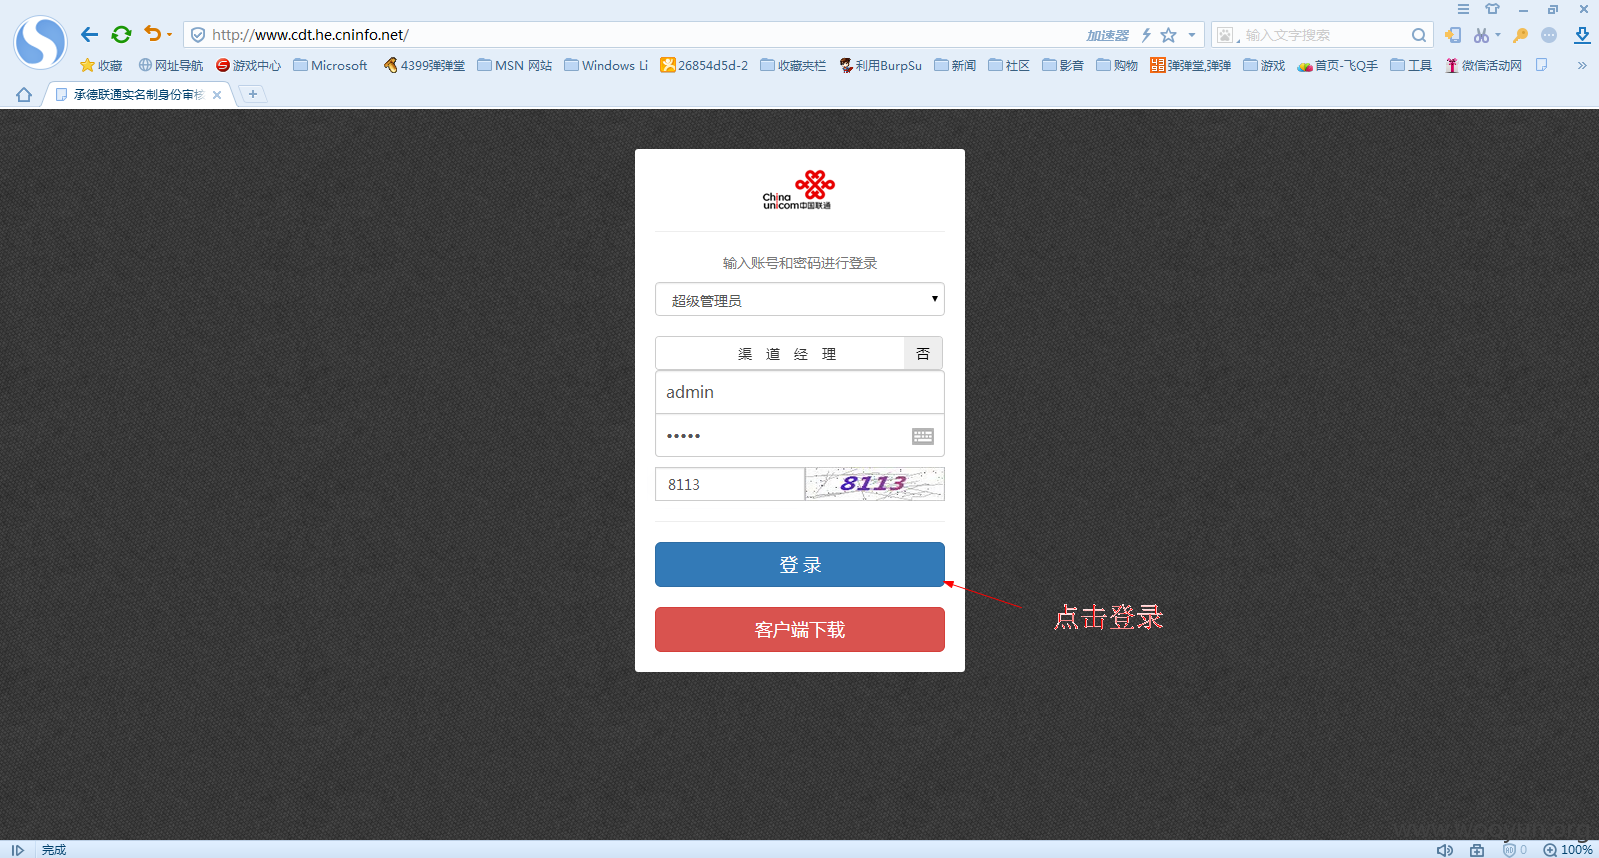 http://www.cdt.he.cninfo.net/
加速器
输入文字搜索
收藏 网址导航 游戏中心 Microsoft 4399弹弹堂 MSN 网站 Windows Li 26854d5d-2 收藏夹栏 利用BurpSu 新闻 社区 影音 购物 弹弹堂,弹弹 游戏 首页-飞Q手 工具 微信活动网
承德联通实名制身份审核
China
unicom中国联通
输入账号和密码进行登录
超级管理员
渠 道 经 理 否
admin
•••••
8113 8113
登 录
点击登录
客户端下载
www.wooyun.org
完成 0 100%